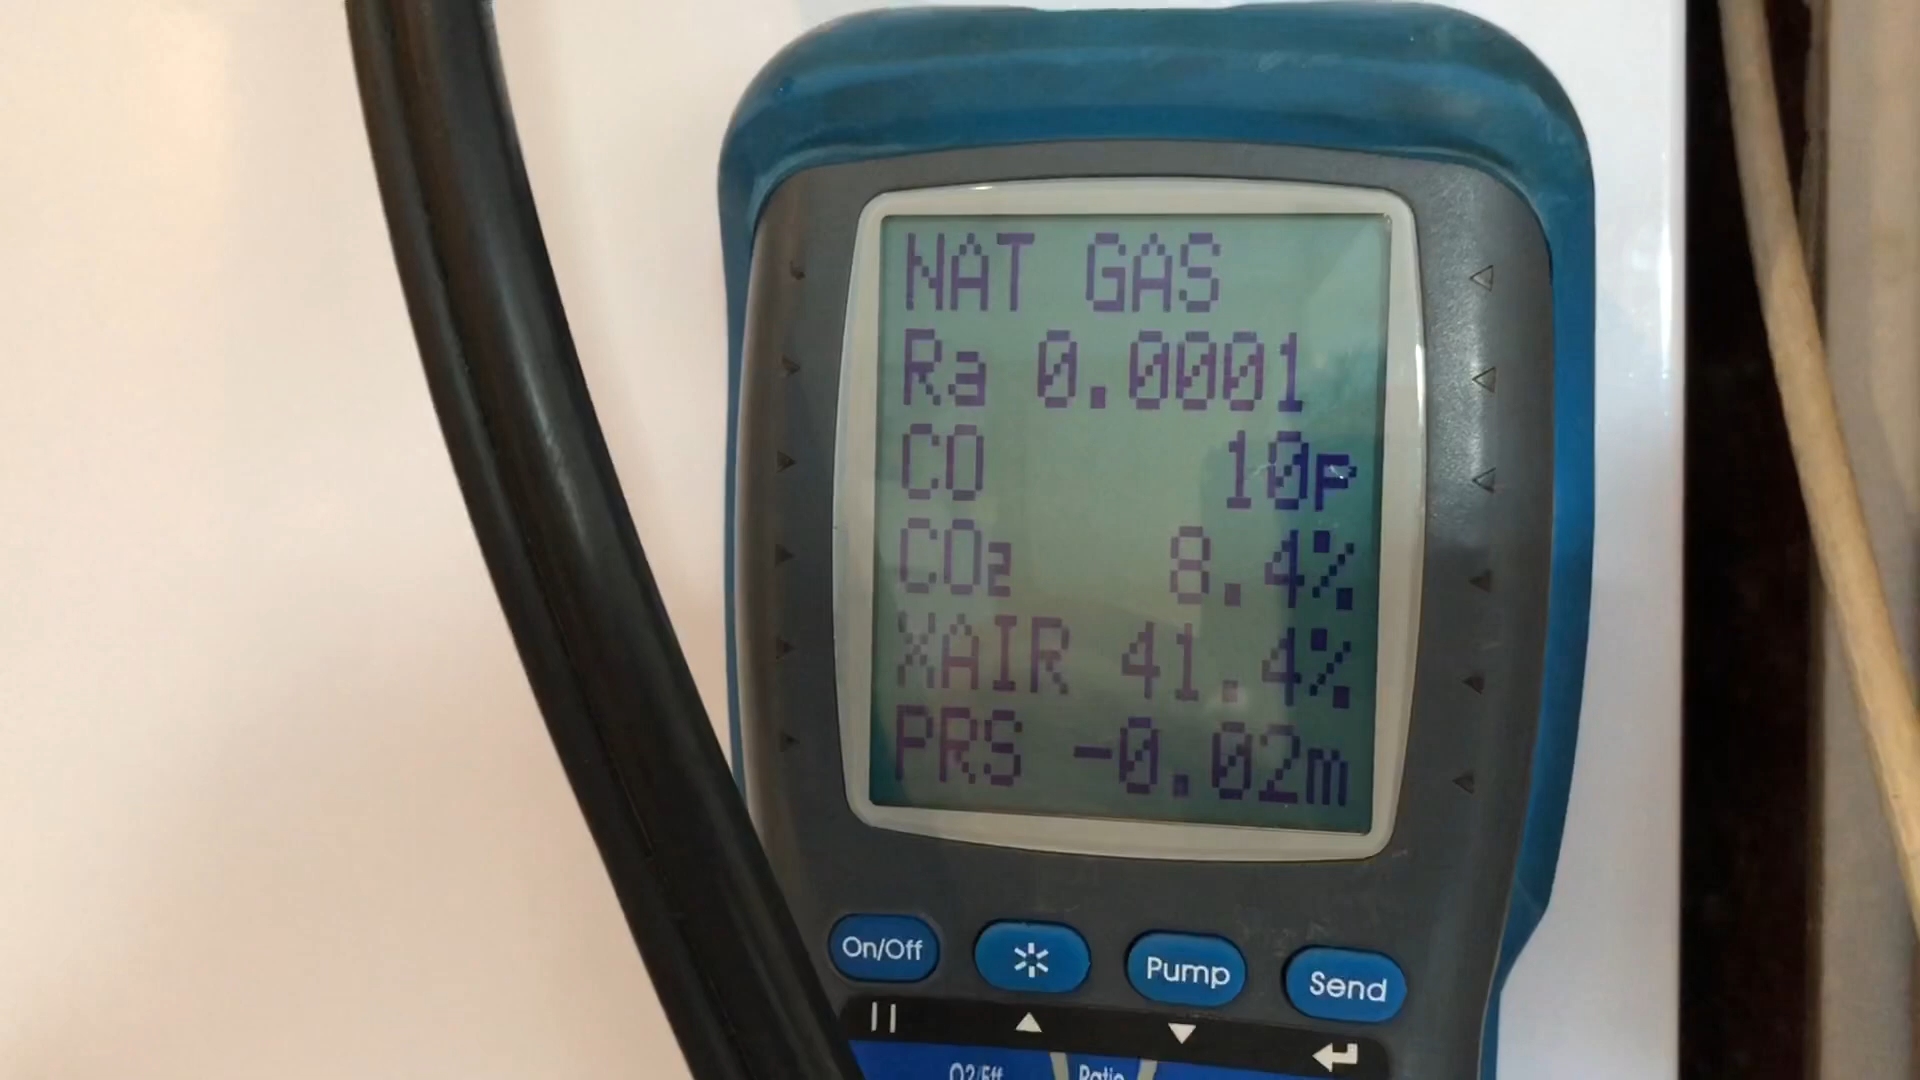 NAT GAS
Ra 0.0001
CO 10P
CO₂ 8.4%
XAIR 41.4%
PRS -0.02m
On/Off
Pump
Send
O2/Eff
Ratio